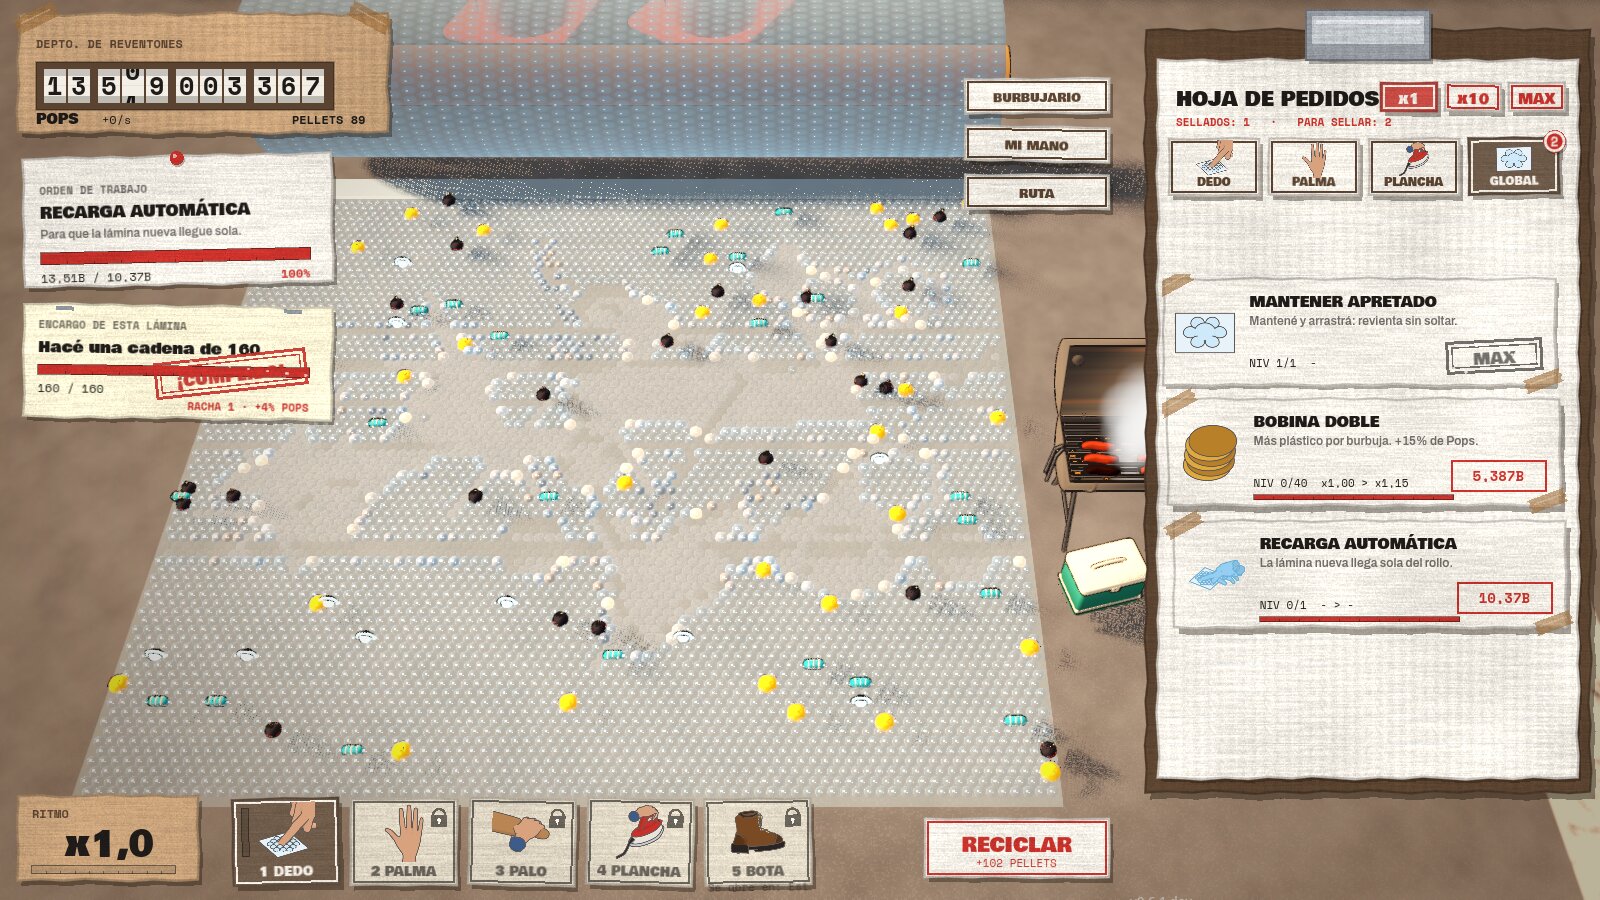 DEPTO. DE REVENTONES
POPS +0/s PELLETS 89
ORDEN DE TRABAJO
RECARGA AUTOMÁTICA
Para que la lámina nueva llegue sola.
13,51B / 10,37B 100%
ENCARGO DE ESTA LÁMINA
Hacé una cadena de 160
160 / 160
RACHA 1 · +4% POPS
BURBUJARIO
MI MANO
RUTA
HOJA DE PEDIDOS x1 x10 MAX
SELLADOS: 1 · PARA SELLAR: 2
DEDO PALMA PLANCHA GLOBAL 2
MANTENER APRETADO
Mantené y arrastrá: revienta sin soltar.
NIV 1/1 - MAX
BOBINA DOBLE
Más plástico por burbuja. +15% de Pops.
NIV 0/40 x1,00 > x1,15 5,387B
RECARGA AUTOMÁTICA
La lámina nueva llega sola del rollo.
NIV 0/1 - > - 10,37B
RITMO
x1,0
1 DEDO 2 PALMA 3 PALO 4 PLANCHA 5 BOTA
RECICLAR
+102 PELLETS